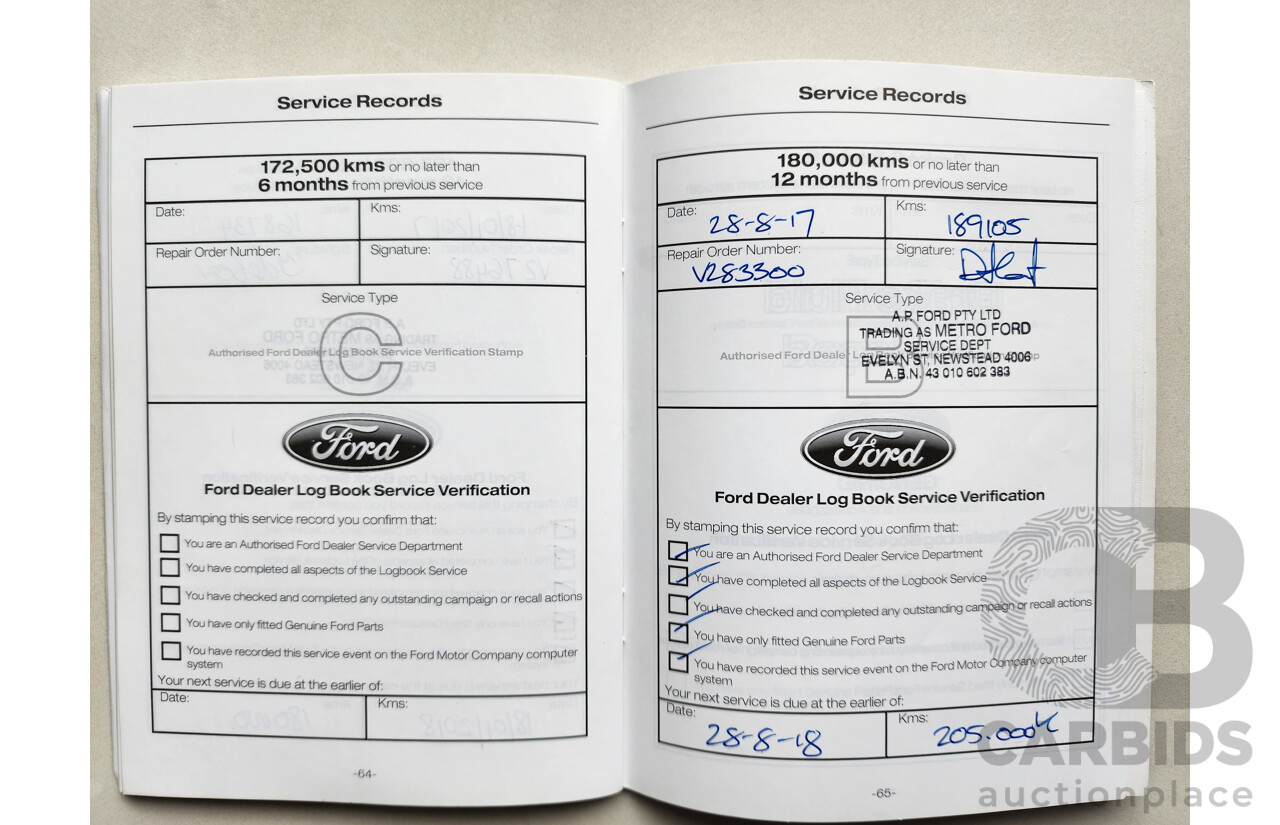 Service Records
172,500 kms or no later than
6 months from previous service
Date:
Kms:
Repair Order Number:
Signature:
Service Type
C
Authorised Ford Dealer Log Book Service Verification Stamp
Ford
Ford Dealer Log Book Service Verification
By stamping this service record you confirm that:
You are an Authorised Ford Dealer Service Department
You have completed all aspects of the Logbook Service
You have checked and completed any outstanding campaign or recall actions
You have only fitted Genuine Ford Parts
You have recorded this service event on the Ford Motor Company computer
system
Your next service is due at the earlier of:
Date:
Kms:
-64-
Service Records
180,000 kms or no later than
12 months from previous service
Date: 28-8-17
Kms: 189105
Repair Order Number: V283300
Signature:
Service Type
B
A.P. FORD PTY LTD
TRADING AS METRO FORD
SERVICE DEPT
Authorised Ford Dealer Log Book
EVELYN ST, NEWSTEAD 4006
A.B.N. 43 010 602 383
Ford
Ford Dealer Log Book Service Verification
By stamping this service record you confirm that:
You are an Authorised Ford Dealer Service Department
You have completed all aspects of the Logbook Service
You have checked and completed any outstanding campaign or recall actions
You have only fitted Genuine Ford Parts
You have recorded this service event on the Ford Motor Company computer
system
Your next service is due at the earlier of:
Date: 28-8-18
Kms: 205.000K
-65-
CB
CARBIDS
auctionplace